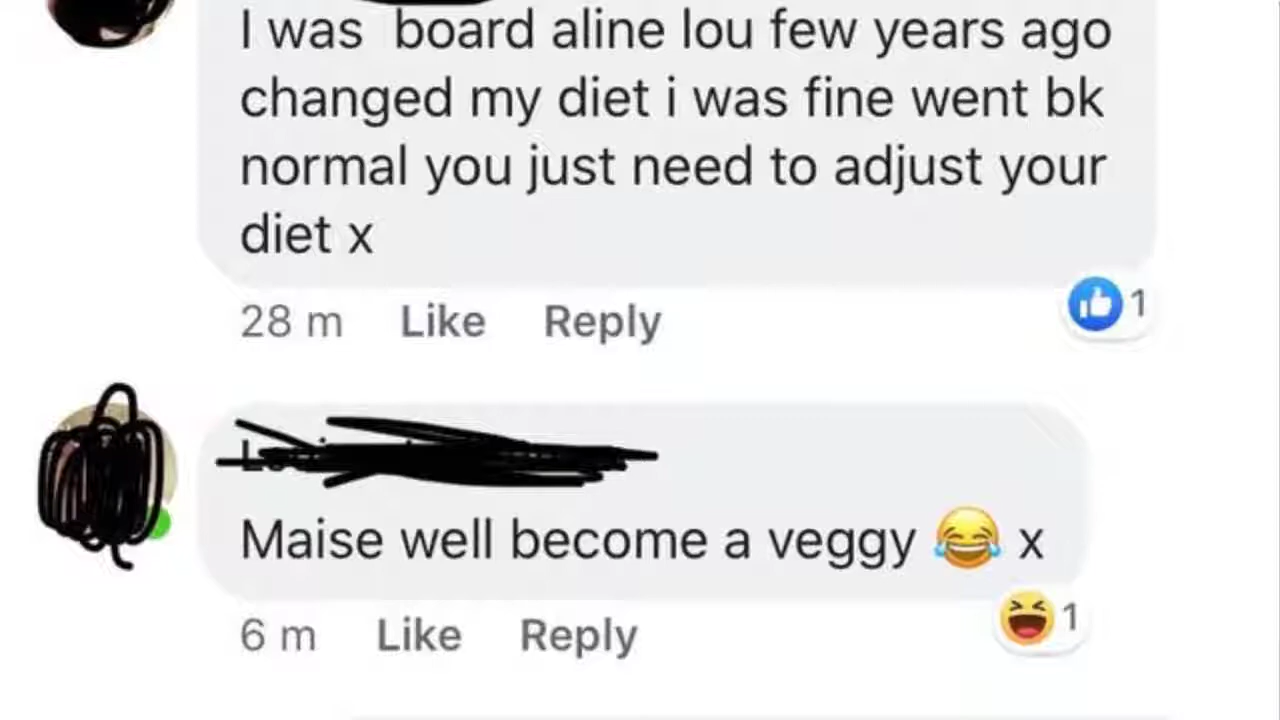 I was board aline lou few years ago
changed my diet i was fine went bk
normal you just need to adjust your
diet x
28 m Like Reply 1
Maise well become a veggy 😂 x
6 m Like Reply 1